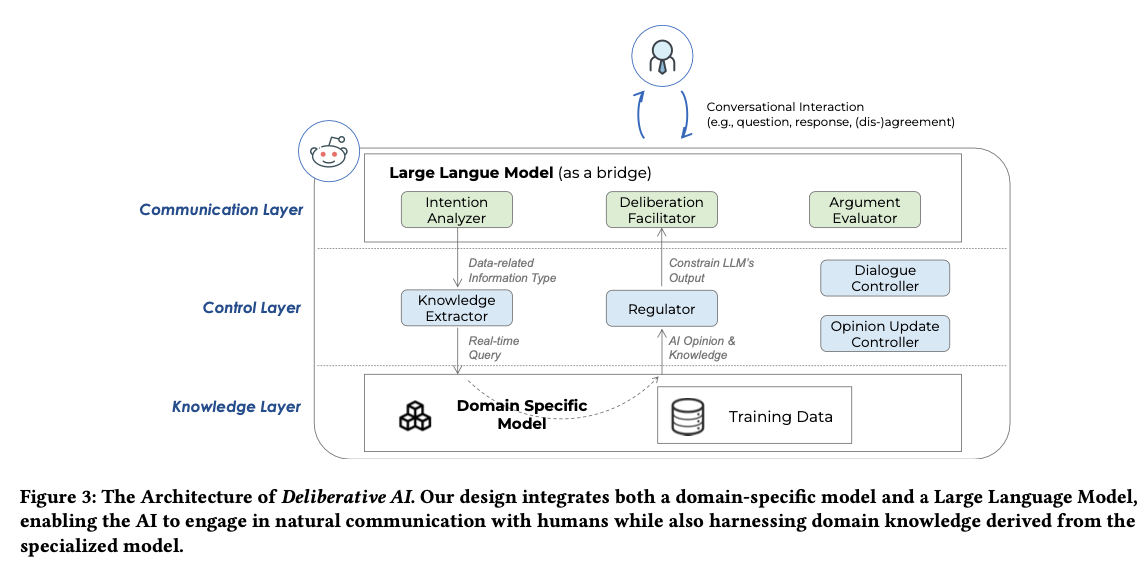 Conversational Interaction
(e.g., question, response, (dis-)agreement)
Large Langue Model (as a bridge)
Communication Layer
Intention
Analyzer
Deliberation
Facilitator
Argument
Evaluator
Data-related
Information Type
Constrain LLM's
Output
Dialogue
Controller
Control Layer
Knowledge
Extractor
Regulator
Opinion Update
Controller
Real-time
Query
AI Opinion &
Knowledge
Knowledge Layer
Domain Specific
Model
Training Data
Figure 3: The Architecture of Deliberative AI. Our design integrates both a domain-specific model and a Large Language Model,
enabling the AI to engage in natural communication with humans while also harnessing domain knowledge derived from the
specialized model.